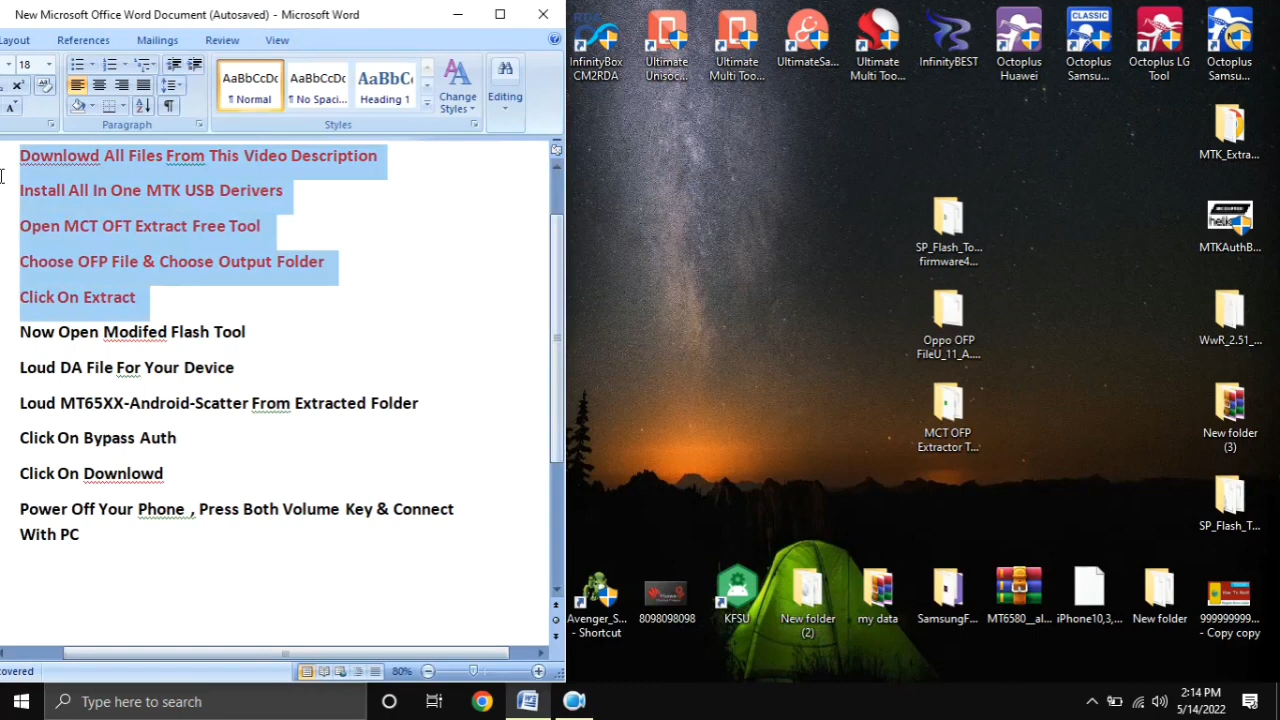 New Microsoft Office Word Document (Autosaved) - Microsoft Word
Layout References Mailings Review View
18
AaBbCcDc AaBbCcDc AaBbC
¶ Normal ¶ No Spaci... Heading 1
Change Styles
Editing
Paragraph Styles
Downlowd All Files From This Video Description
Install All In One MTK USB Derivers
Open MCT OFT Extract Free Tool
Choose OFP File & Choose Output Folder
Click On Extract
Now Open Modifed Flash Tool
Loud DA File For Your Device
Loud MT65XX-Android-Scatter From Extracted Folder
Click On Bypass Auth
Click On Downlowd
Power Off Your Phone , Press Both Volume Key & Connect
With PC
covered 80%
InfinityBox CM2RDA
Ultimate Unisoc...
Ultimate Multi Too...
UltimateSa...
Ultimate Multi Too...
InfinityBEST
Octoplus Huawei
CLASSIC
Octoplus Samsu...
Octoplus LG Tool
Octoplus Samsu...
MTK_Extra...
SP_Flash_To... firmware4...
MTKAuthB...
Oppo OFP FileU_11_A....
WwR_2.51_...
MCT OFP Extractor T...
New folder (3)
SP_Flash_T...
Avenger_S... - Shortcut
8098098098
KFSU
New folder (2)
my data
SamsungF...
MT6580__al...
iPhone10,3,...
New folder
999999999... - Copy copy
Type here to search
2:14 PM
5/14/2022